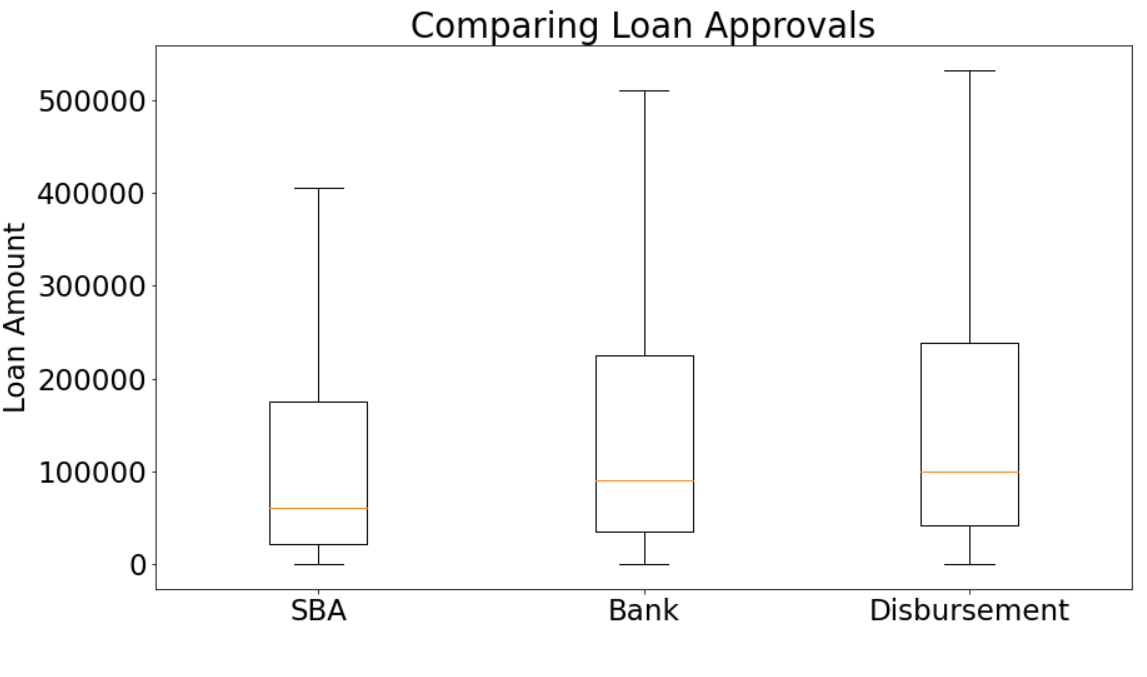 Comparing Loan Approvals
Loan Amount
500000
400000
300000
200000
100000
0
SBA
Bank
Disbursement